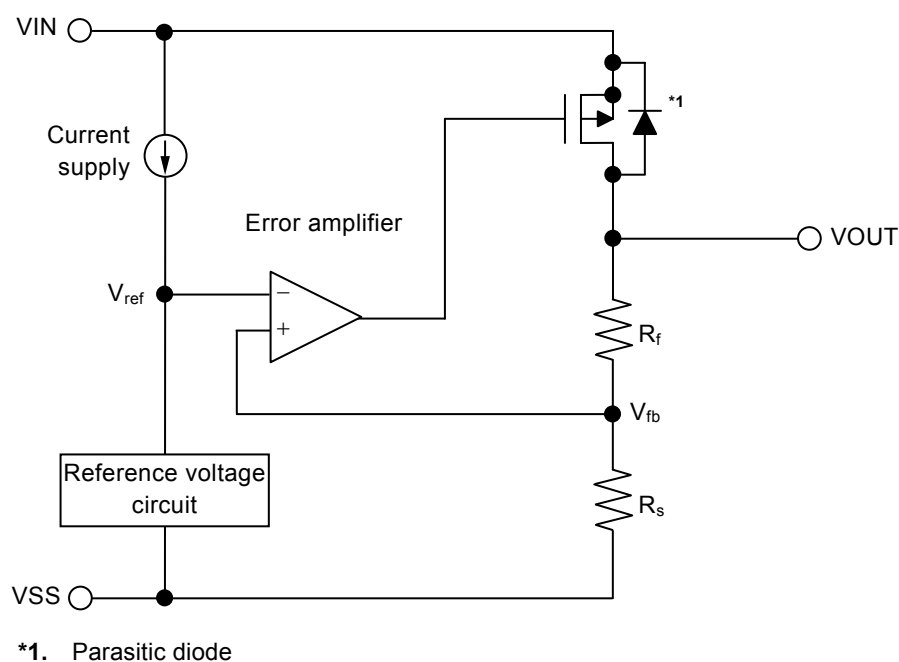 VIN
*1
Current
supply
Error amplifier
VOUT
Vref
−
+
Rf
Vfb
Reference voltage
circuit
Rs
VSS
*1. Parasitic diode